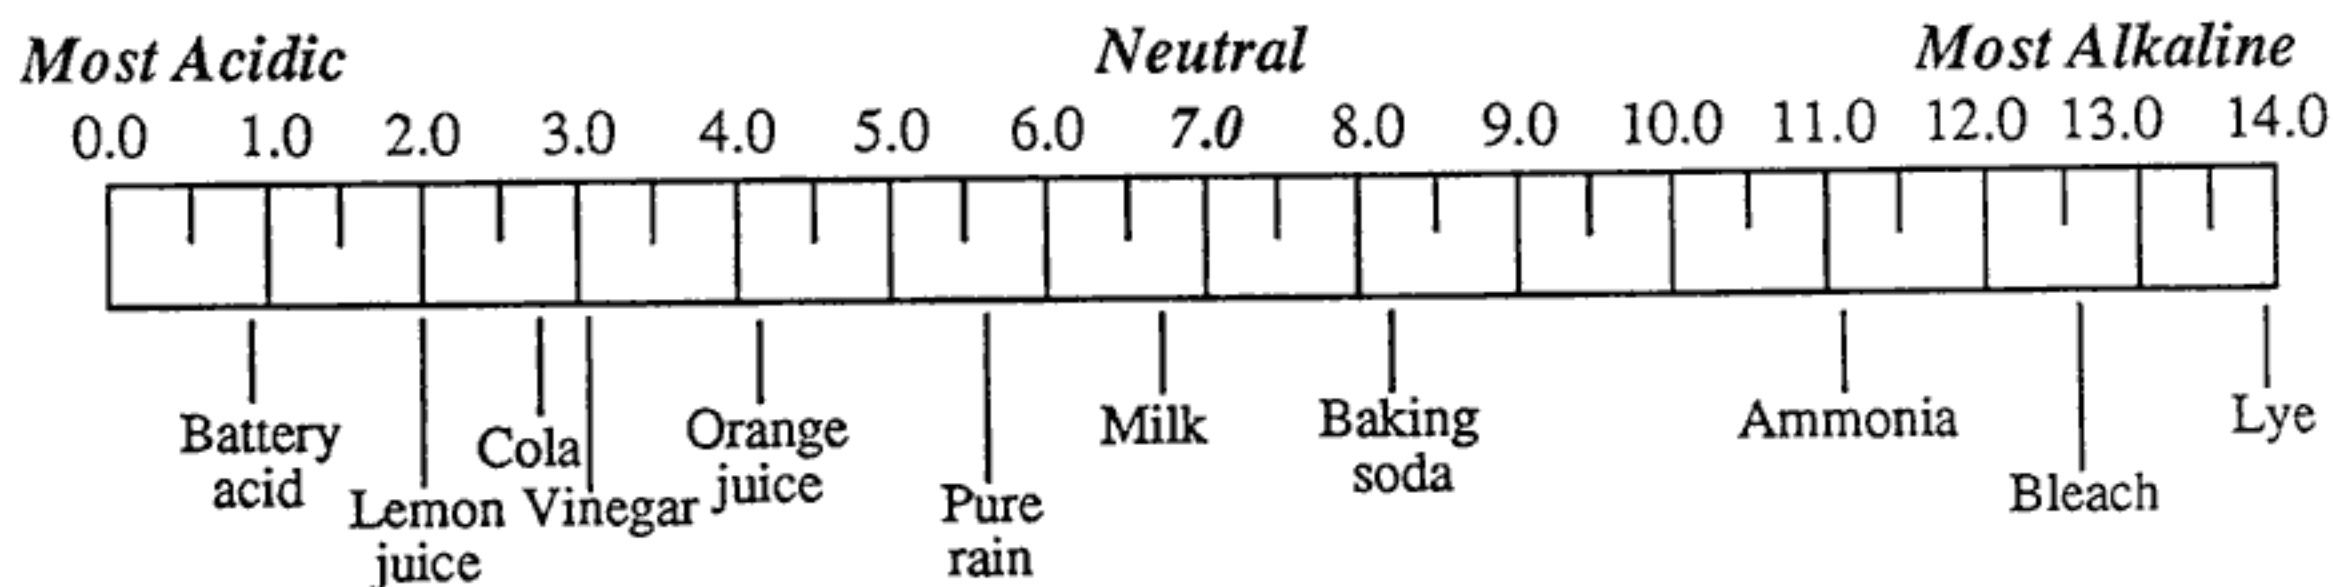 Most Acidic Neutral Most Alkaline
0.0 1.0 2.0 3.0 4.0 5.0 6.0 7.0 8.0 9.0 10.0 11.0 12.0 13.0 14.0
Battery
acid
Lemon
juice
Cola
Vinegar
Orange
juice
Pure
rain
Milk
Baking
soda
Ammonia
Bleach
Lye